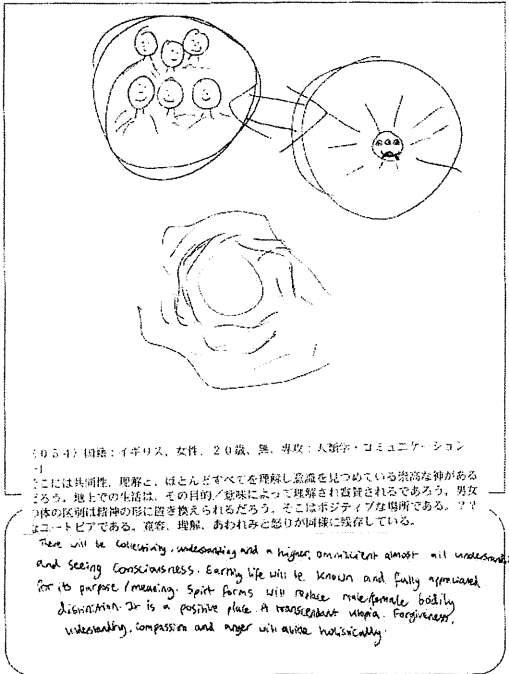 (054) 国籍：イギリス, 女性, 20歳, 無, 専攻：人類学・コミュニケーション
-1
そこには共同性, 理解と, ほとんどすべてを理解し意識を見つめている崇高な神がある
だろう。地上での生活は, その目的／意味によって理解され賞賛されるであろう。男女
の体の区別は精神の形に置き換えられるだろう。そこはポジティブな場所である。??
なユートピアである。寛容, 理解, あわれみと怒りが同様に残存している。
There will be collectivity, understanding and a higher, omniscient almost all understandi
and seeing consciousness. Earthly life will be known and fully appreciated
for its purpose / meaning. Spirit forms will replace male/female bodily
distinction. It is a positive place. A transcendant utopia. Forgiveness,
understanding, compassion and anger will abide holistically.